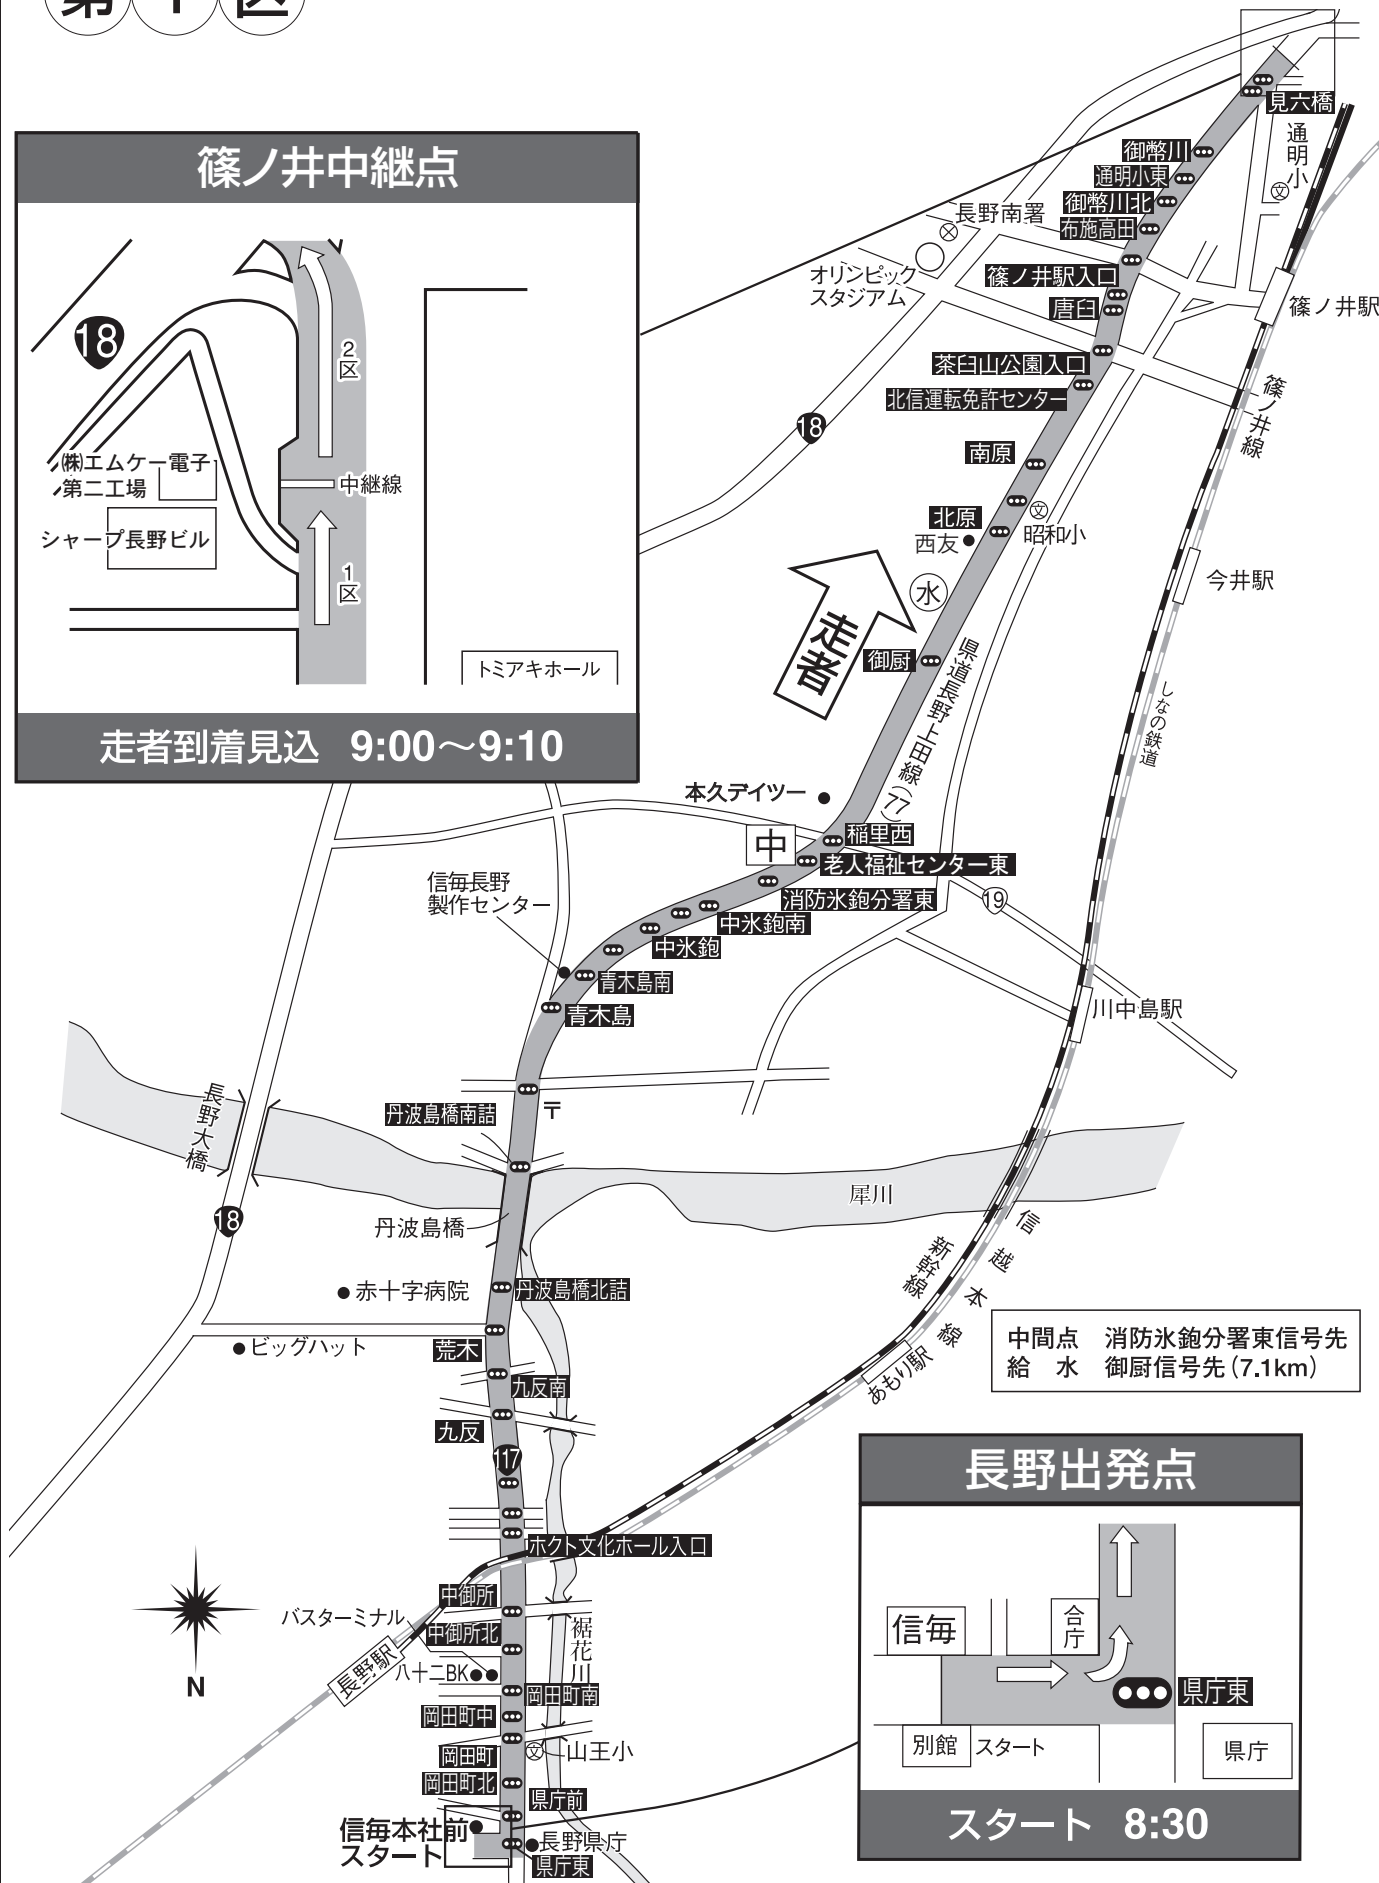 第1区
篠ノ井中継点
18
2区
㈱エムケー電子
第二工場
中継線
シャープ長野ビル
1区
トミアキホール
走者到着見込 9:00～9:10
見六橋
通明小
文
御幣川
通明小東
御幣川北
布施高田
長野南署
オリンピック
スタジアム
篠ノ井駅入口
唐臼
篠ノ井駅
茶臼山公園入口
北信運転免許センター
篠ノ井線
18
南原
北原
文
昭和小
西友
今井駅
水
走者
御厨
県道長野上田線(77)
しなの鉄道
本久デイツー
稲里西
中
老人福祉センター東
信毎長野
製作センター
消防氷鉋分署東
19
中氷鉋南
中氷鉋
青木島南
青木島
川中島駅
長野大橋
丹波島橋南詰
〒
犀川
18
丹波島橋
信越本線
新幹線
赤十字病院
丹波島橋北詰
ビッグハット
荒木
あもり駅
中間点 消防氷鉋分署東信号先
給 水 御厨信号先(7.1km)
九反南
九反
117
ホクト文化ホール入口
中御所
バスターミナル
中御所北
裾花川
長野駅
八十二BK
N
岡田町南
岡田町中
岡田町
文
山王小
岡田町北
県庁前
信毎本社前
スタート
長野県庁
県庁東
長野出発点
信毎
合庁
県庁東
別館
スタート
県庁
スタート 8:30